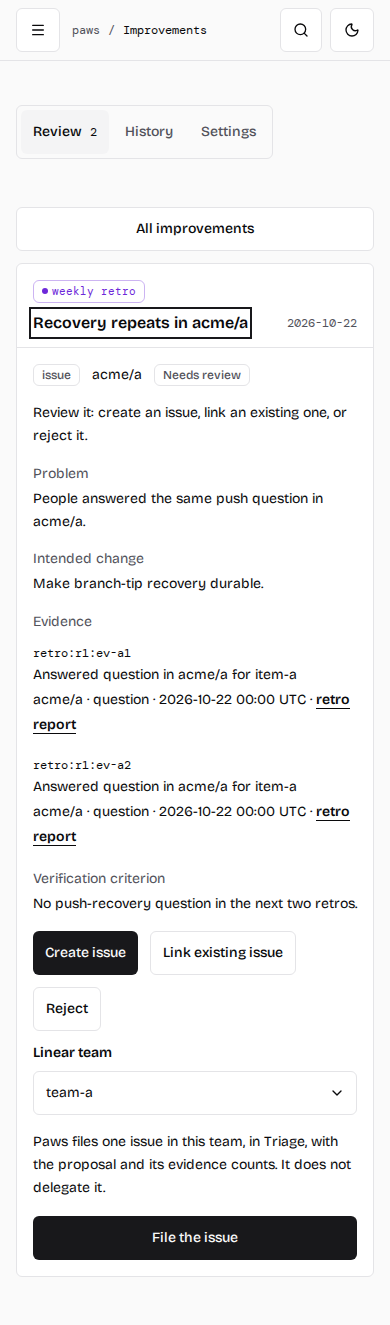 paws / Improvements
Review 2 History Settings
All improvements
weekly retro
Recovery repeats in acme/a 2026-10-22
issue acme/a Needs review
Review it: create an issue, link an existing one, or
reject it.
Problem
People answered the same push question in
acme/a.
Intended change
Make branch-tip recovery durable.
Evidence
retro:r1:ev-a1
Answered question in acme/a for item-a
acme/a · question · 2026-10-22 00:00 UTC · retro
report
retro:r1:ev-a2
Answered question in acme/a for item-a
acme/a · question · 2026-10-22 00:00 UTC · retro
report
Verification criterion
No push-recovery question in the next two retros.
Create issue Link existing issue
Reject
Linear team
team-a
Paws files one issue in this team, in Triage, with
the proposal and its evidence counts. It does not
delegate it.
File the issue